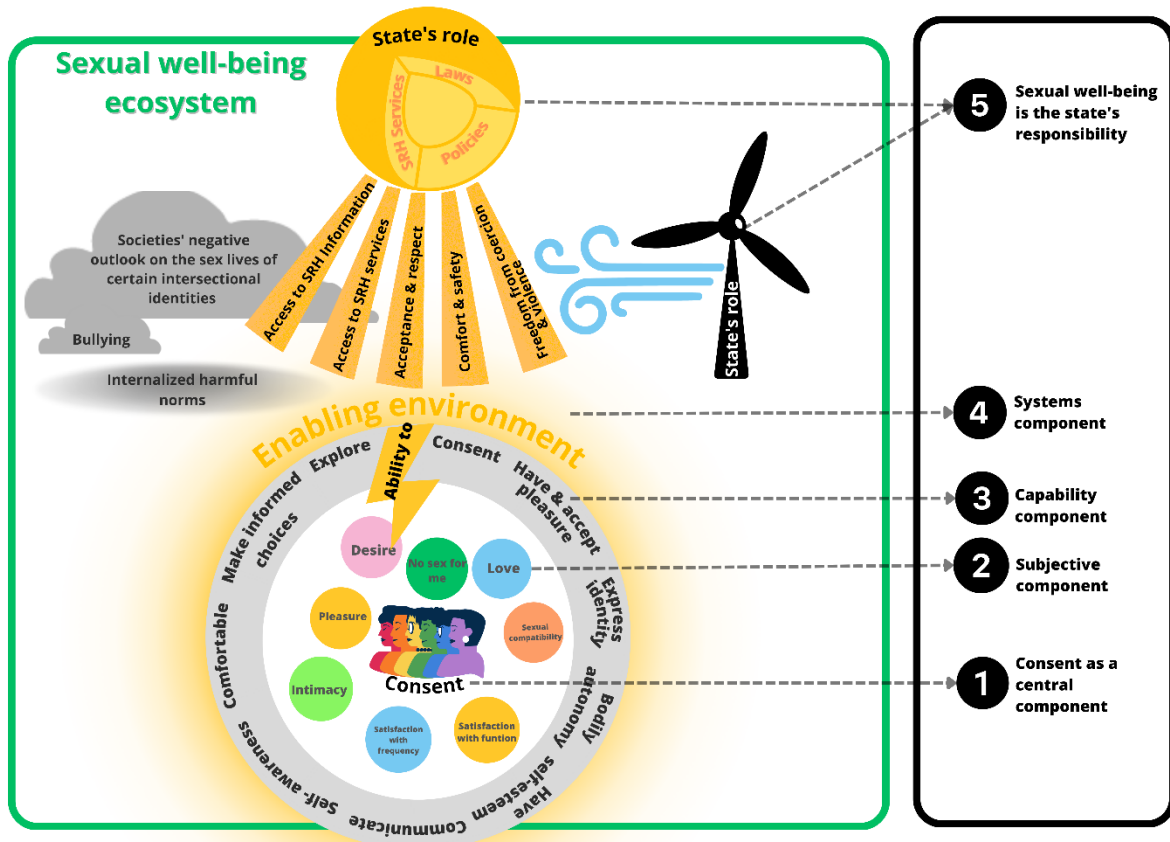 Sexual well-being
ecosystem
State's role
Laws
SRH Services
Policies
Societies' negative
outlook on the sex lives of
certain intersectional
identities
Bullying
Internalized harmful
norms
Access to SRH Information
Access to SRH services
Acceptance & respect
Comfort & safety
Freedom from coercion
& violence
State's role
Enabling environment
Ability to
Explore
Consent
Have & accept
pleasure
Express
identity
Bodily
autonomy
Have
self-esteem
Communicate
Self-awareness
Comfortable
Make informed
choices
Desire
No sex for
me
Love
Pleasure
Sexual
compatibility
Consent
Intimacy
Satisfaction
with
frequency
Satisfaction
with funtion
5
Sexual well-being
is the state's
responsibility
4
Systems
component
3
Capability
component
2
Subjective
component
1
Consent as a
central
component